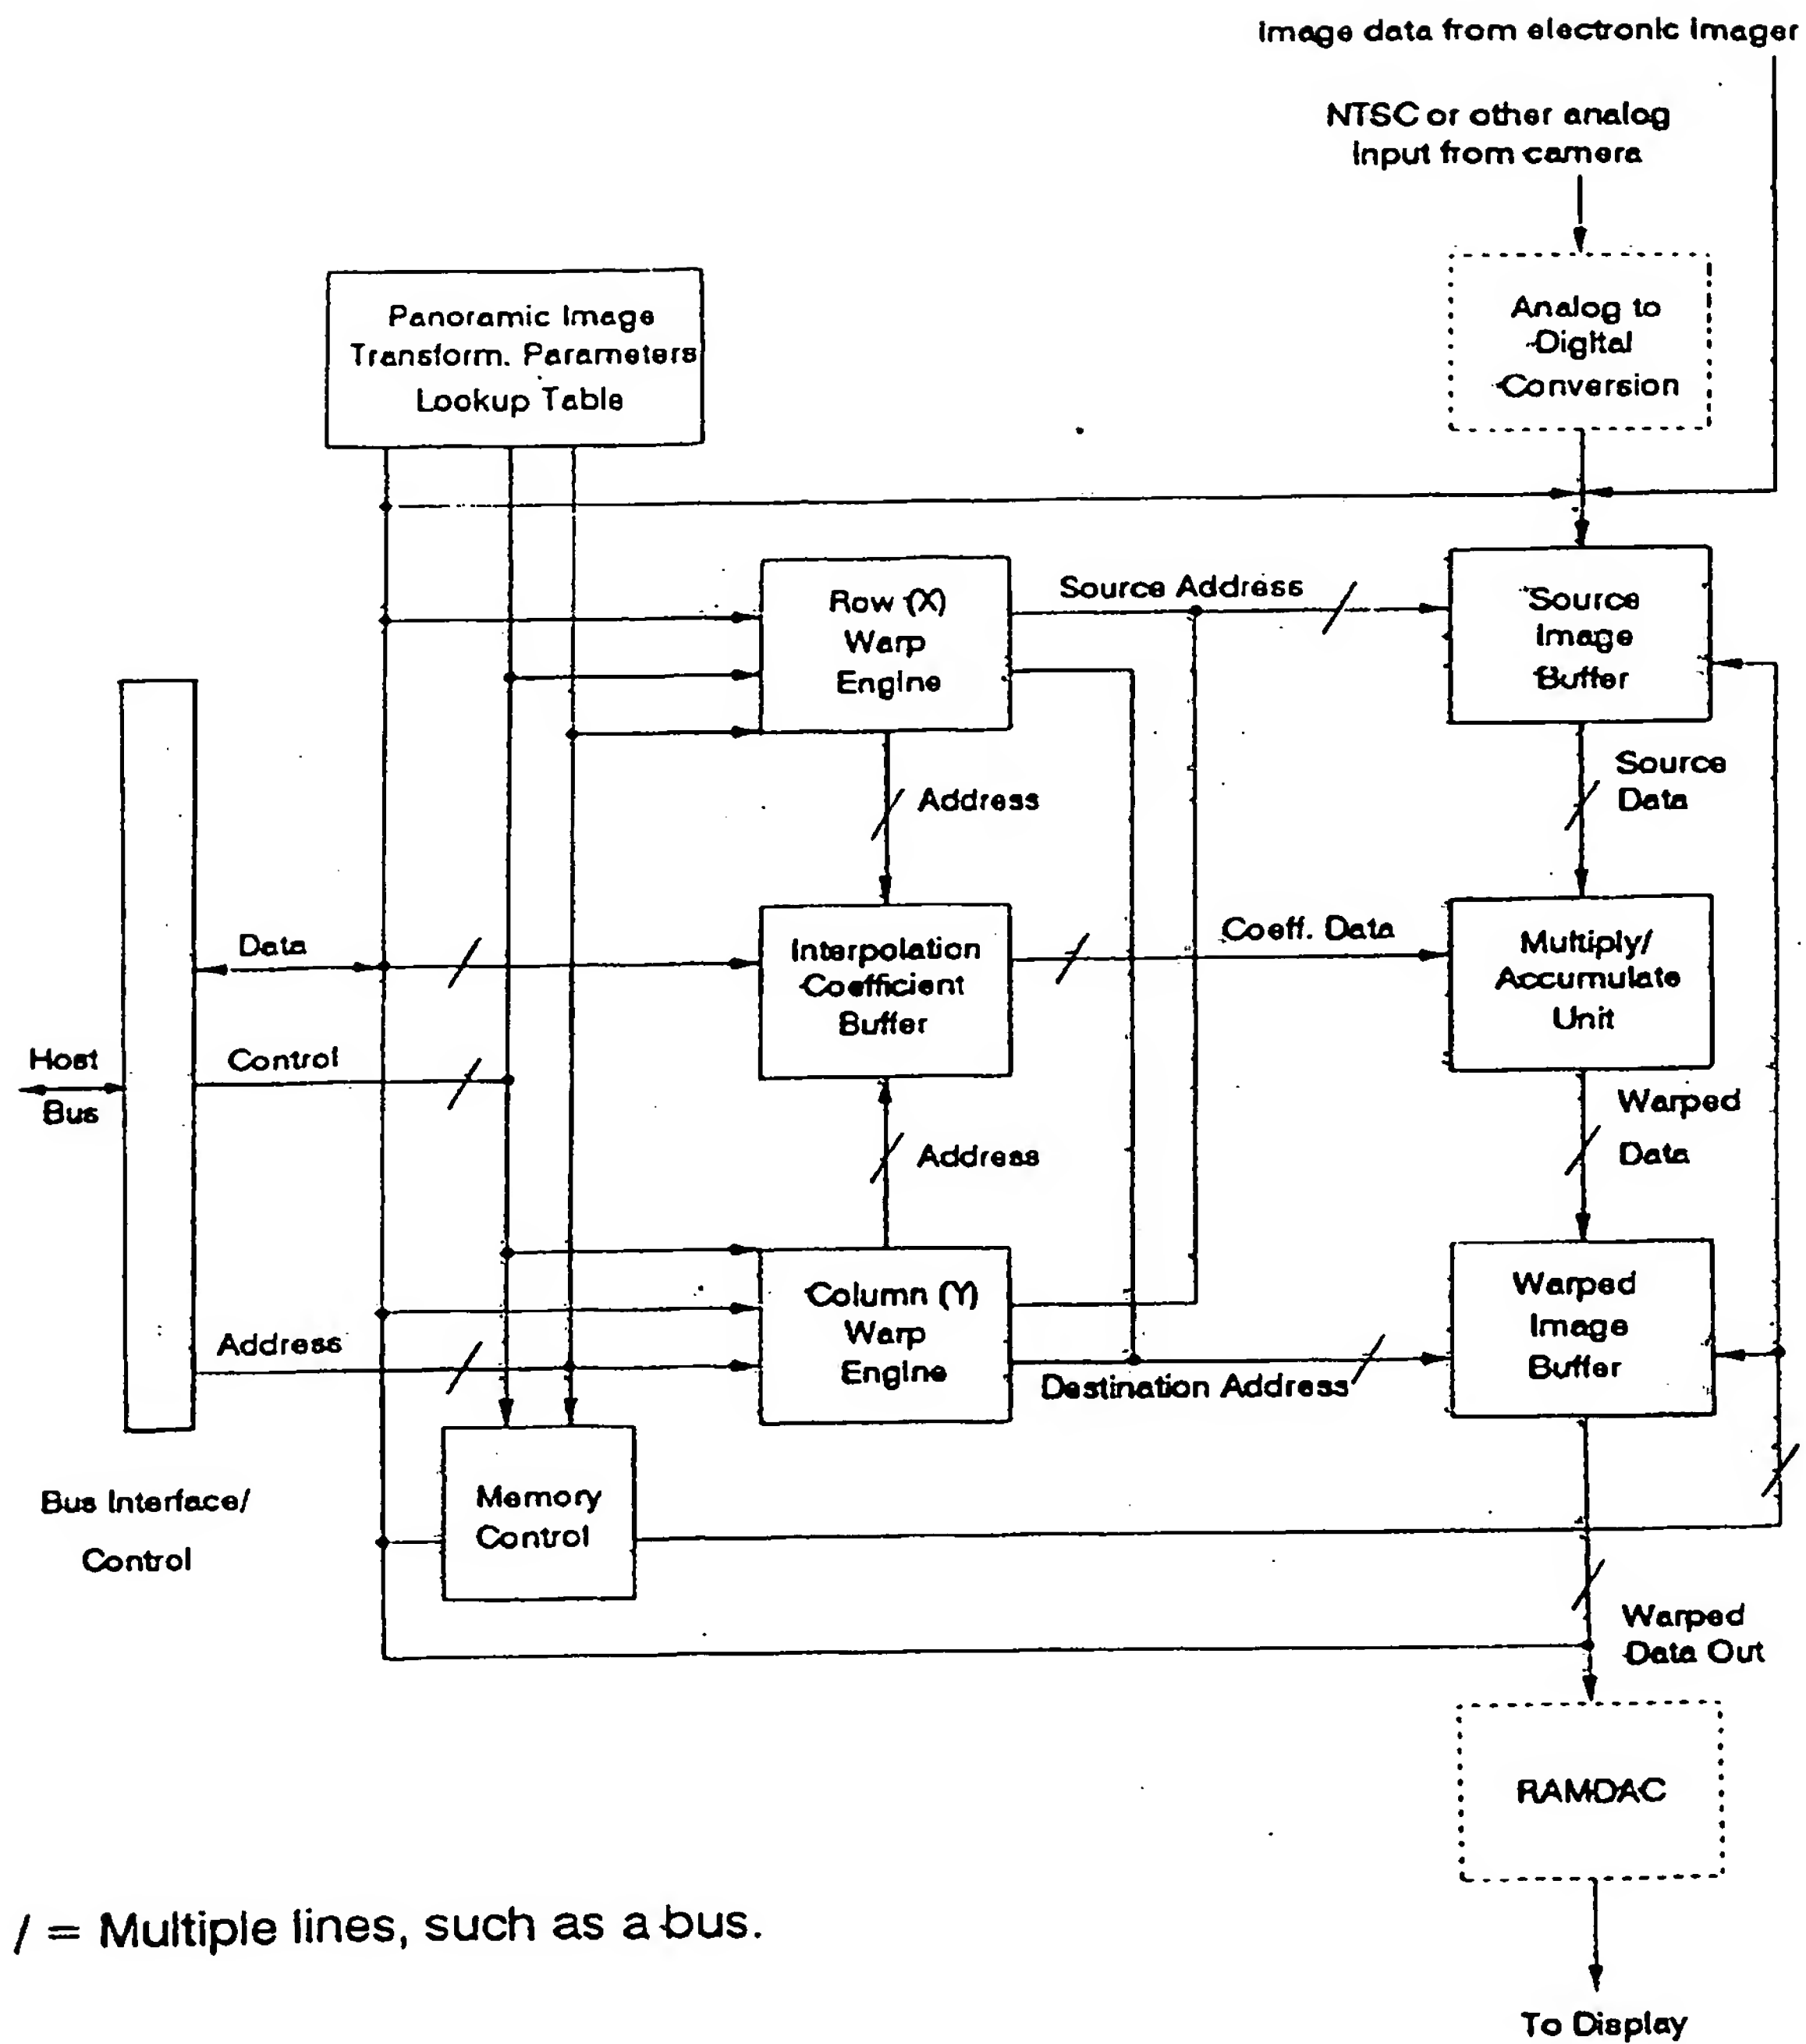 Image data from electronic imager
NTSC or other analog
input from camera
Analog to
Digital
Conversion
Panoramic Image
Transform. Parameters
Lookup Table
Row (X)
Warp
Engine
Source Address
Source
Image
Buffer
Address
Source
Data
Data
Interpolation
Coefficient
Buffer
Coeff. Data
Multiply/
Accumulate
Unit
Host
Bus
Control
Address
Warped
Data
Column (Y)
Warp
Engine
Address
Destination Address
Warped
Image
Buffer
Bus Interface/
Control
Memory
Control
Warped
Data Out
RAMDAC
/ = Multiple lines, such as a bus.
To Display